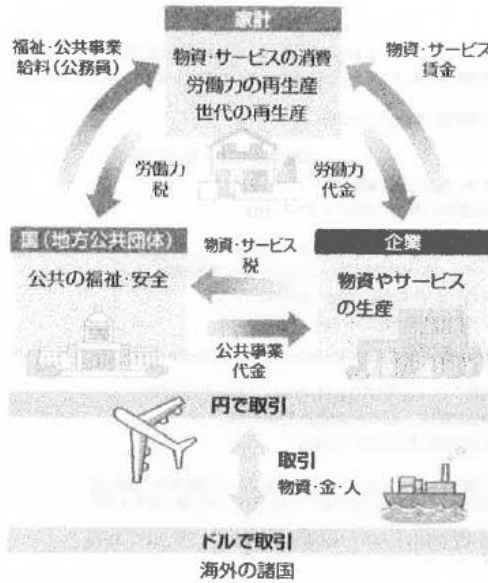 家計
福祉・公共事業
給料(公務員)
物資・サービスの消費
労働力の再生産
世代の再生産
物資・サービス
賃金
労働力
税
労働力
代金
国(地方公共団体)
公共の福祉・安全
物資・サービス
税
企業
物資やサービス
の生産
公共事業
代金
円で取引
取引
物資・金・人
ドルで取引
海外の諸国